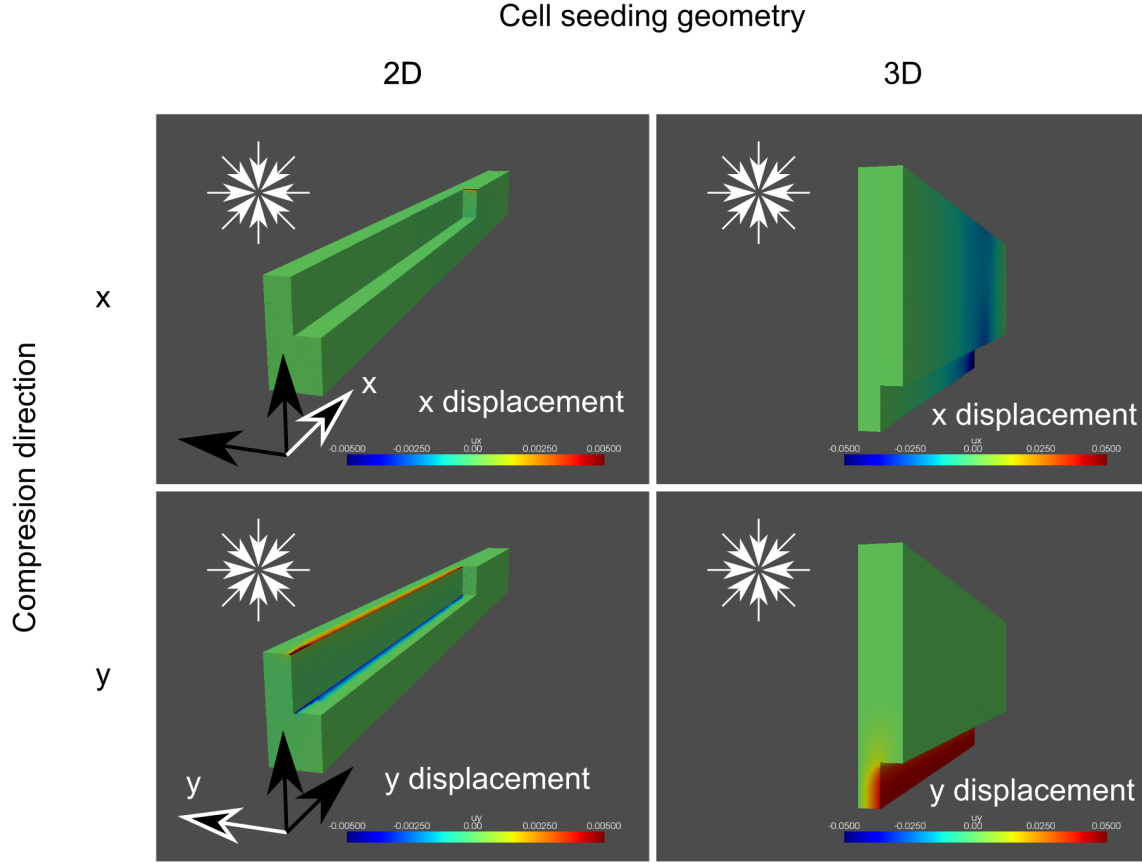 Cell seeding geometry
2D
3D
Compresion direction
x
x
x displacement
ux
-0.00500
-0.00250
0.00
0.00250
0.00500
x displacement
ux
-0.0500
-0.0250
0.00
0.0250
0.0500
y
y
y displacement
uy
-0.00500
-0.00250
0.00
0.00250
0.00500
y displacement
uy
-0.0500
-0.0250
0.00
0.0250
0.0500